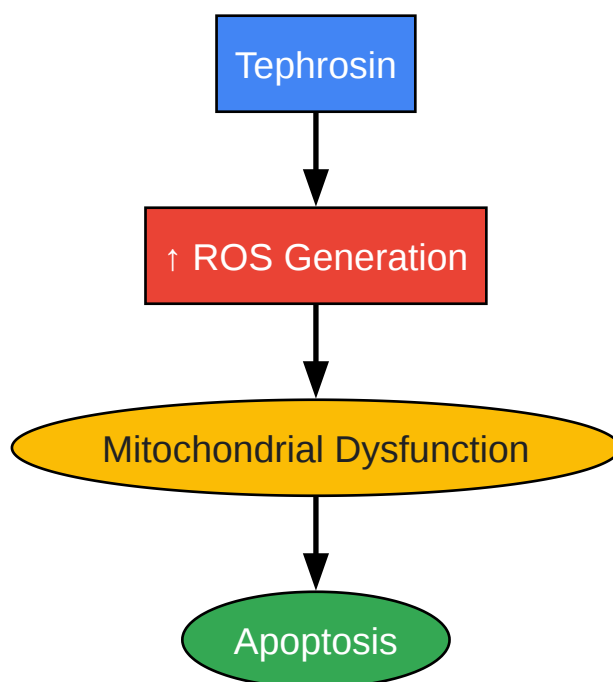 Tephrosin
↑ ROS Generation
Mitochondrial Dysfunction
Apoptosis